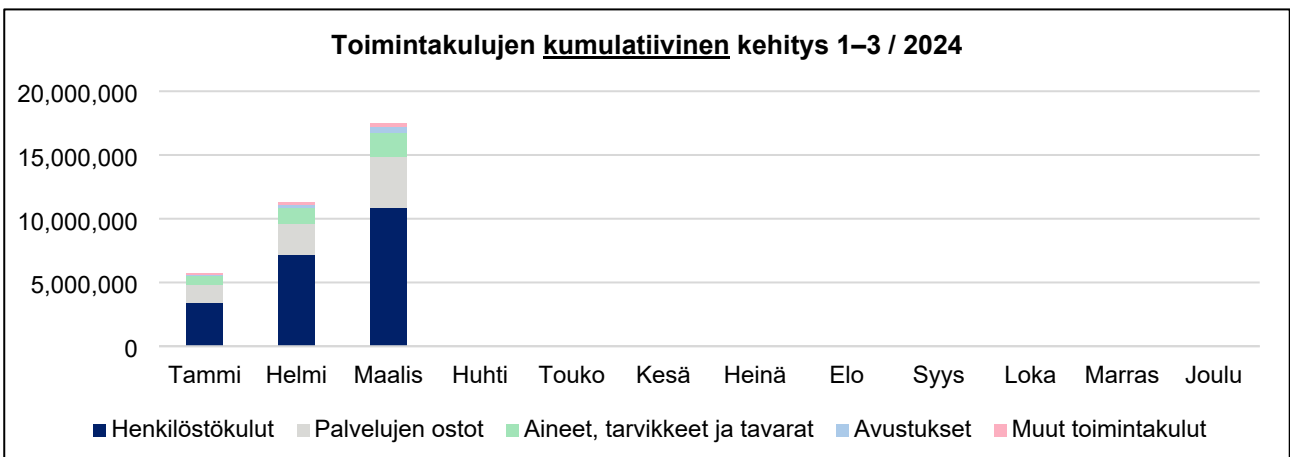 Toimintakulujen kumulatiivinen kehitys 1–3 / 2024
20,000,000
15,000,000
10,000,000
5,000,000
0
Tammi Helmi Maalis Huhti Touko Kesä Heinä Elo Syys Loka Marras Joulu
Henkilöstökulut Palvelujen ostot Aineet, tarvikkeet ja tavarat Avustukset Muut toimintakulut